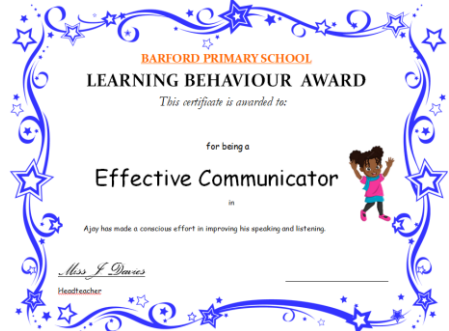 BARFORD PRIMARY SCHOOL
LEARNING BEHAVIOUR AWARD
This certificate is awarded to:
for being a
Effective Communicator
in
Ajay has made a conscious effort in improving his speaking and listening.
Miss J Davies
Headteacher